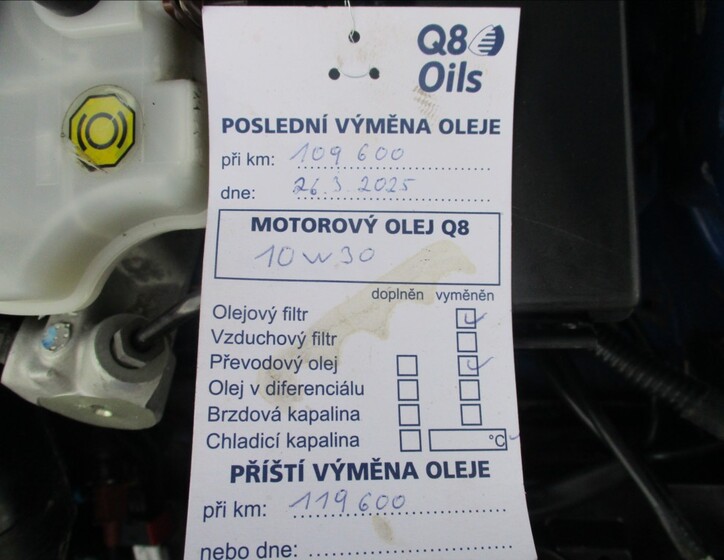 Q8
Oils
POSLEDNÍ VÝMĚNA OLEJE
při km: 109 600
dne: 26.3.2025
MOTOROVÝ OLEJ Q8
10W30
doplněn vyměněn
Olejový filtr
Vzduchový filtr
Převodový olej
Olej v diferenciálu
Brzdová kapalina
Chladicí kapalina °C
PŘÍŠTÍ VÝMĚNA OLEJE
při km: 119600
nebo dne: